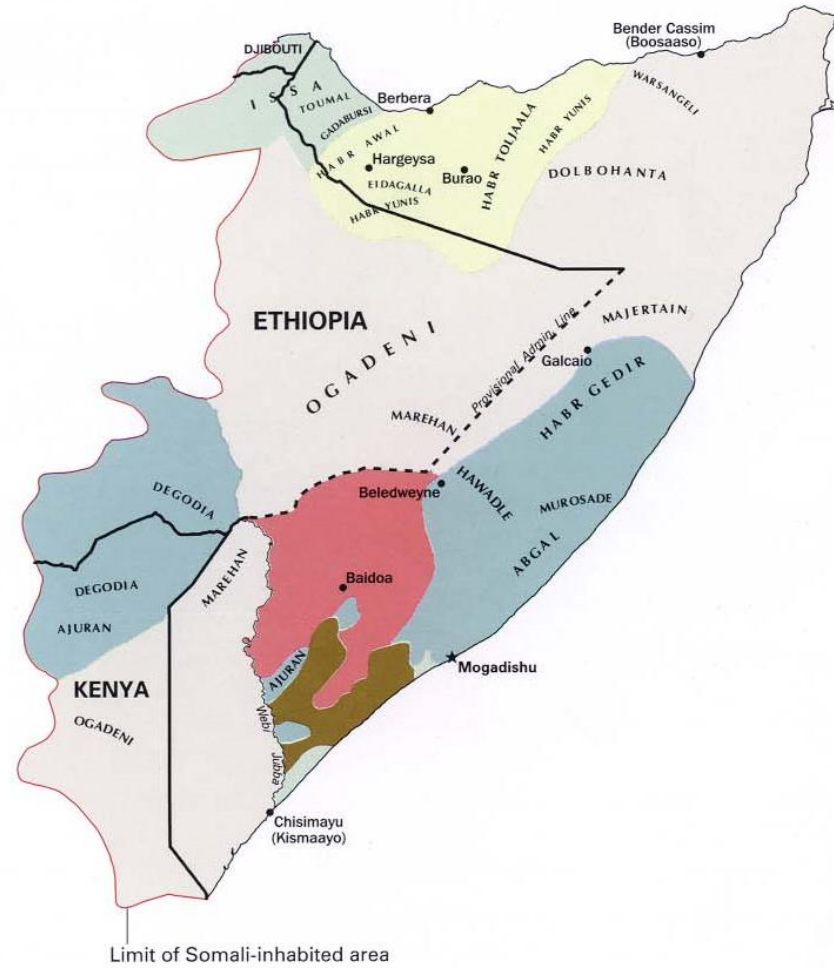 Bender Cassim
(Boosaaso)
DJIBOUTI
ISSA
TOUMAL
GADABURSI
WARSANGELI
Berbera
HABR AWAL
HABR TOLJAALA
HABR YUNIS
Hargeysa
EIDAGALLA
HABR YUNIS
Burao
DOLBOHANTA
ETHIOPIA
OGADENI
Provisional Admin. Line
MAJERTAIN
Galcaio
HABR GEDIR
MAREHAN
DEGODIA
Beledweyne
HAWADLE
MUROSADE
ABGAL
MAREHAN
Baidoa
DEGODIA
AJURAN
AJURAN
Mogadishu
KENYA
OGADENI
Webi Jubba
Chisimayu
(Kismaayo)
Limit of Somali-inhabited area